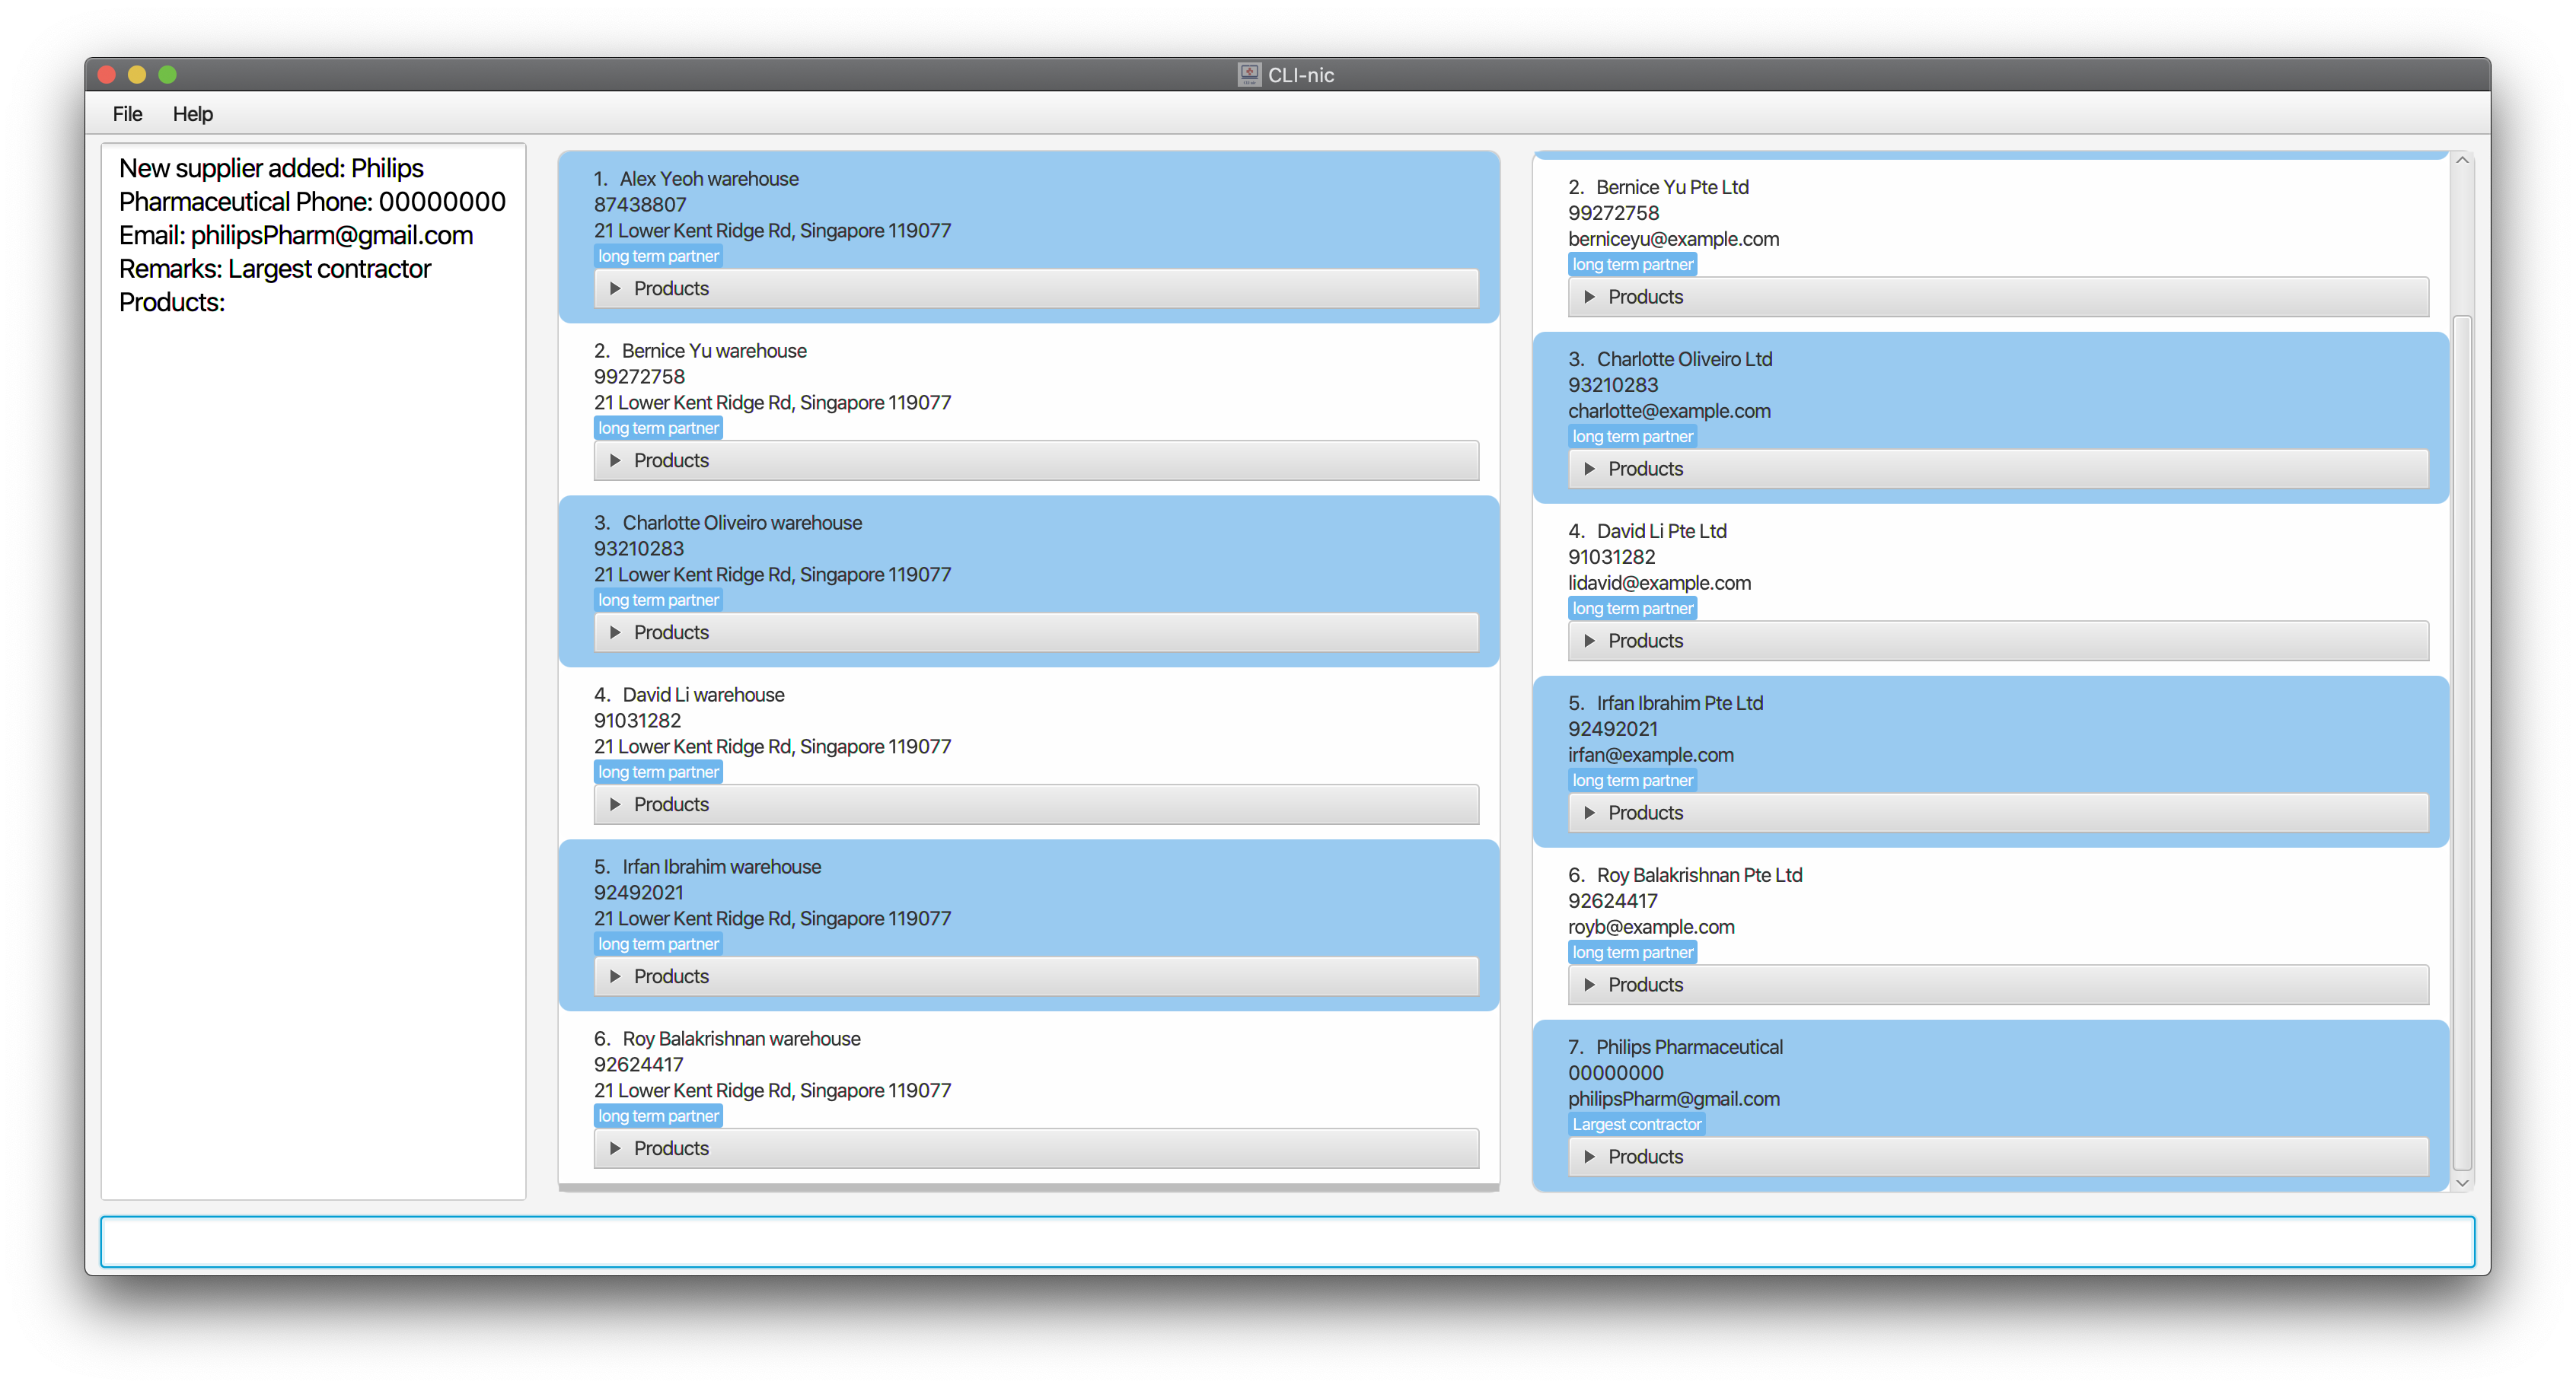 CLI-nic
File Help
New supplier added: Philips
Pharmaceutical Phone: 00000000
Email: philipsPharm@gmail.com
Remarks: Largest contractor
Products:
1. Alex Yeoh warehouse
87438807
21 Lower Kent Ridge Rd, Singapore 119077
long term partner
Products
2. Bernice Yu warehouse
99272758
21 Lower Kent Ridge Rd, Singapore 119077
long term partner
Products
3. Charlotte Oliveiro warehouse
93210283
21 Lower Kent Ridge Rd, Singapore 119077
long term partner
Products
4. David Li warehouse
91031282
21 Lower Kent Ridge Rd, Singapore 119077
long term partner
Products
5. Irfan Ibrahim warehouse
92492021
21 Lower Kent Ridge Rd, Singapore 119077
long term partner
Products
6. Roy Balakrishnan warehouse
92624417
21 Lower Kent Ridge Rd, Singapore 119077
long term partner
Products
2. Bernice Yu Pte Ltd
99272758
berniceyu@example.com
long term partner
Products
3. Charlotte Oliveiro Ltd
93210283
charlotte@example.com
long term partner
Products
4. David Li Pte Ltd
91031282
lidavid@example.com
long term partner
Products
5. Irfan Ibrahim Pte Ltd
92492021
irfan@example.com
long term partner
Products
6. Roy Balakrishnan Pte Ltd
92624417
royb@example.com
long term partner
Products
7. Philips Pharmaceutical
00000000
philipsPharm@gmail.com
Largest contractor
Products